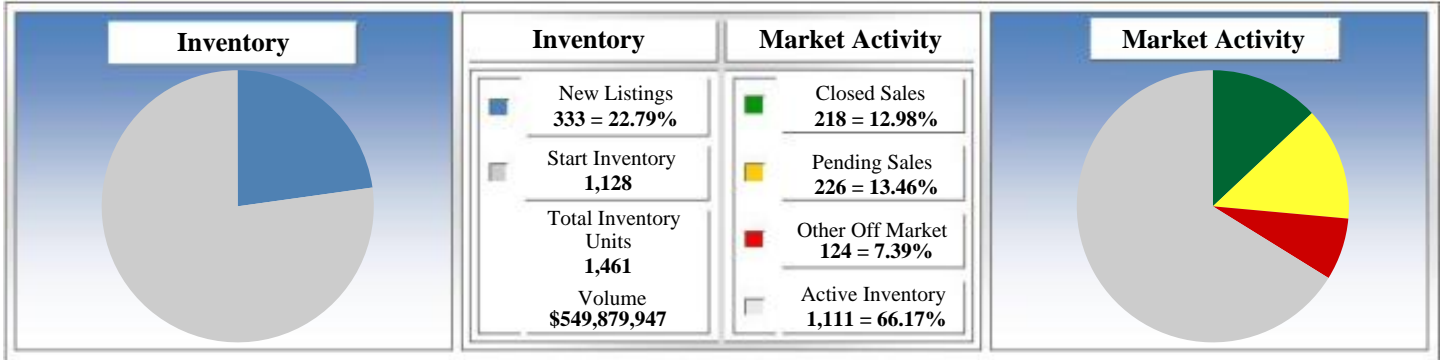 Inventory
Inventory
Market Activity
New Listings
333 = 22.79%
Start Inventory
1,128
Total Inventory
Units
1,461
Volume
$549,879,947
Closed Sales
218 = 12.98%
Pending Sales
226 = 13.46%
Other Off Market
124 = 7.39%
Active Inventory
1,111 = 66.17%
Market Activity